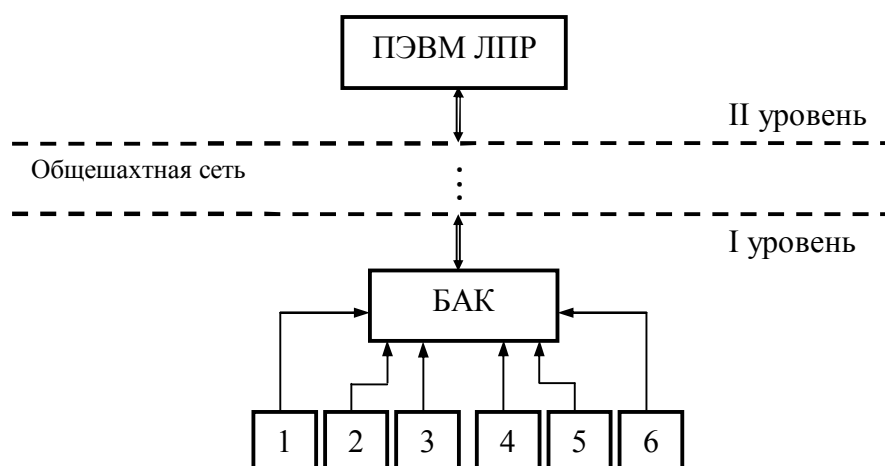 ПЭВМ ЛПР
II уровень
Общешахтная сеть
I уровень
БАК
1 2 3 4 5 6